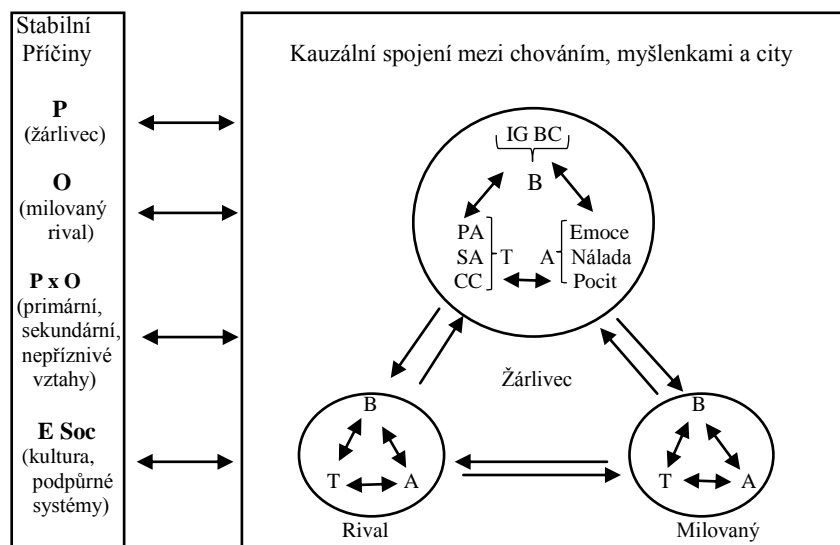 Stabilní
Příčiny
P
(žárlivec)
O
(milovaný
rival)
P x O
(primární,
sekundární,
nepříznivé
vztahy)
E Soc
(kultura,
podpůrné
systémy)
Kauzální spojení mezi chováním, myšlenkami a city
IG BC
B
PA
SA
CC
T
A
Emoce
Nálada
Pocit
Žárlivec
B
T
A
Rival
B
T
A
Milovaný